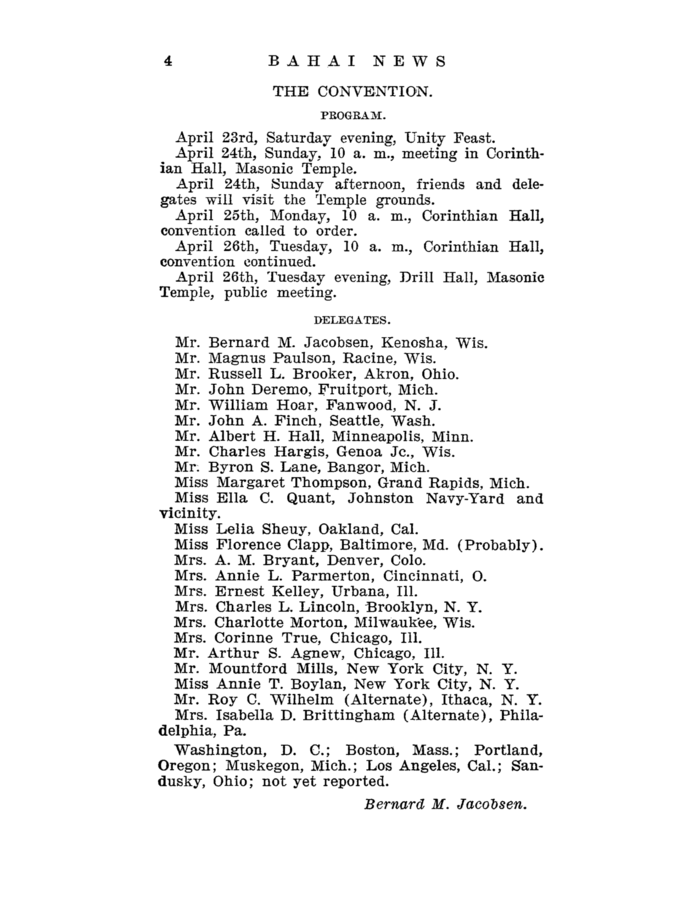 4 BAHAI NEWS
THE CONVENTION.
PROGRAM.
April 23rd, Saturday evening, Unity Feast.
April 24th, Sunday, 10 a. m., meeting in Corinth-
ian Hall, Masonic Temple.
April 24th, Sunday afternoon, friends and dele-
gates will visit the Temple grounds.
April 25th, Monday, 10 a. m., Corinthian Hall,
convention called to order.
April 26th, Tuesday, 10 a. m., Corinthian Hall,
convention continued.
April 26th, Tuesday evening, Drill Hall, Masonic
Temple, public meeting.
DELEGATES.
Mr. Bernard M. Jacobsen, Kenosha, Wis.
Mr. Magnus Paulson, Racine, Wis.
Mr. Russell L. Brooker, Akron, Ohio.
Mr. John Deremo, Fruitport, Mich.
Mr. William Hoar, Fanwood, N. J.
Mr. John A. Finch, Seattle, Wash.
Mr. Albert H. Hall, Minneapolis, Minn.
Mr. Charles Hargis, Genoa Jc., Wis.
Mr. Byron S. Lane, Bangor, Mich.
Miss Margaret Thompson, Grand Rapids, Mich.
Miss Ella C. Quant, Johnston Navy-Yard and
vicinity.
Miss Lelia Sheuy, Oakland, Cal.
Miss Florence Clapp, Baltimore, Md. (Probably).
Mrs. A. M. Bryant, Denver, Colo.
Mrs. Annie L. Parmerton, Cincinnati, O.
Mrs. Ernest Kelley, Urbana, Ill.
Mrs. Charles L. Lincoln, Brooklyn, N. Y.
Mrs. Charlotte Morton, Milwaukee, Wis.
Mrs. Corinne True, Chicago, Ill.
Mr. Arthur S. Agnew, Chicago, Ill.
Mr. Mountford Mills, New York City, N. Y.
Miss Annie T. Boylan, New York City, N. Y.
Mr. Roy C. Wilhelm (Alternate), Ithaca, N. Y.
Mrs. Isabella D. Brittingham (Alternate), Phila-
delphia, Pa.
Washington, D. C.; Boston, Mass.; Portland,
Oregon; Muskegon, Mich.; Los Angeles, Cal.; San-
dusky, Ohio; not yet reported.
Bernard M. Jacobsen.